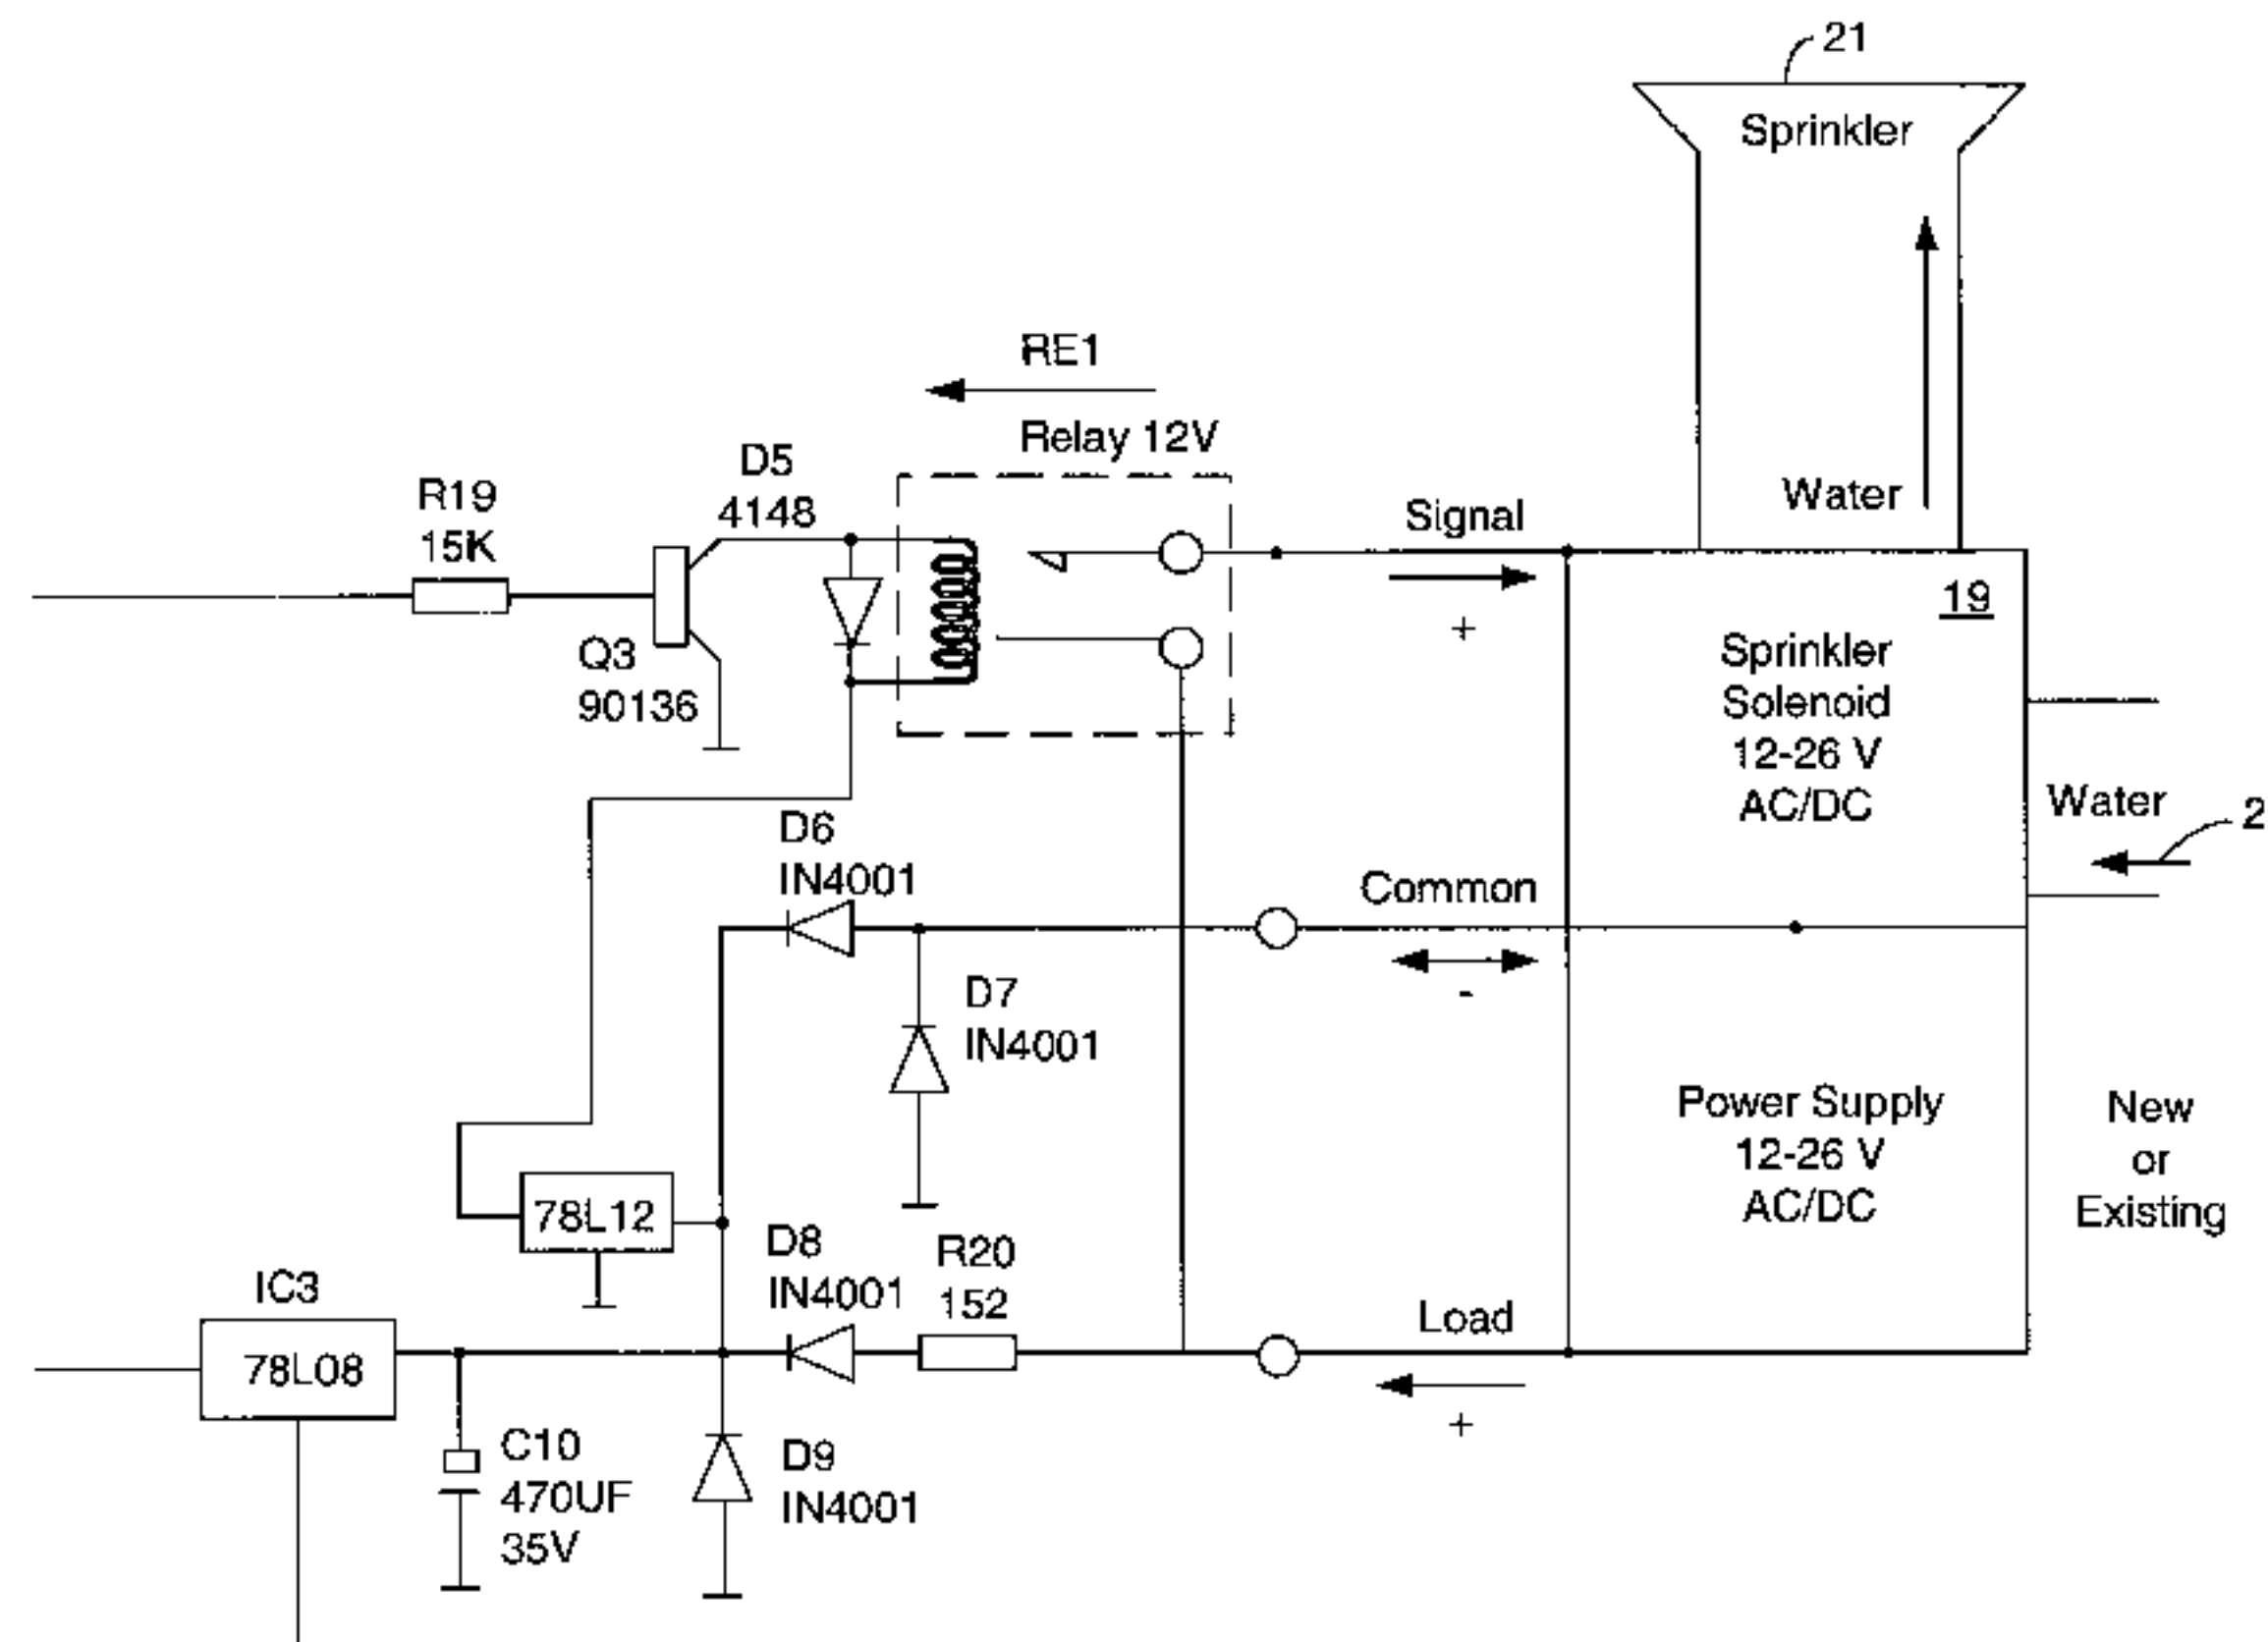 21
Sprinkler
RE1
Relay 12V
D5
4148
R19
15K
Signal
+
Water
19
Q3
90136
Sprinkler
Solenoid
12-26 V
AC/DC
Water
2
D6
IN4001
Common
-
D7
IN4001
Power Supply
12-26 V
AC/DC
New
or
Existing
78L12
D8
IN4001
R20
152
Load
+
IC3
78L08
C10
470UF
35V
D9
IN4001